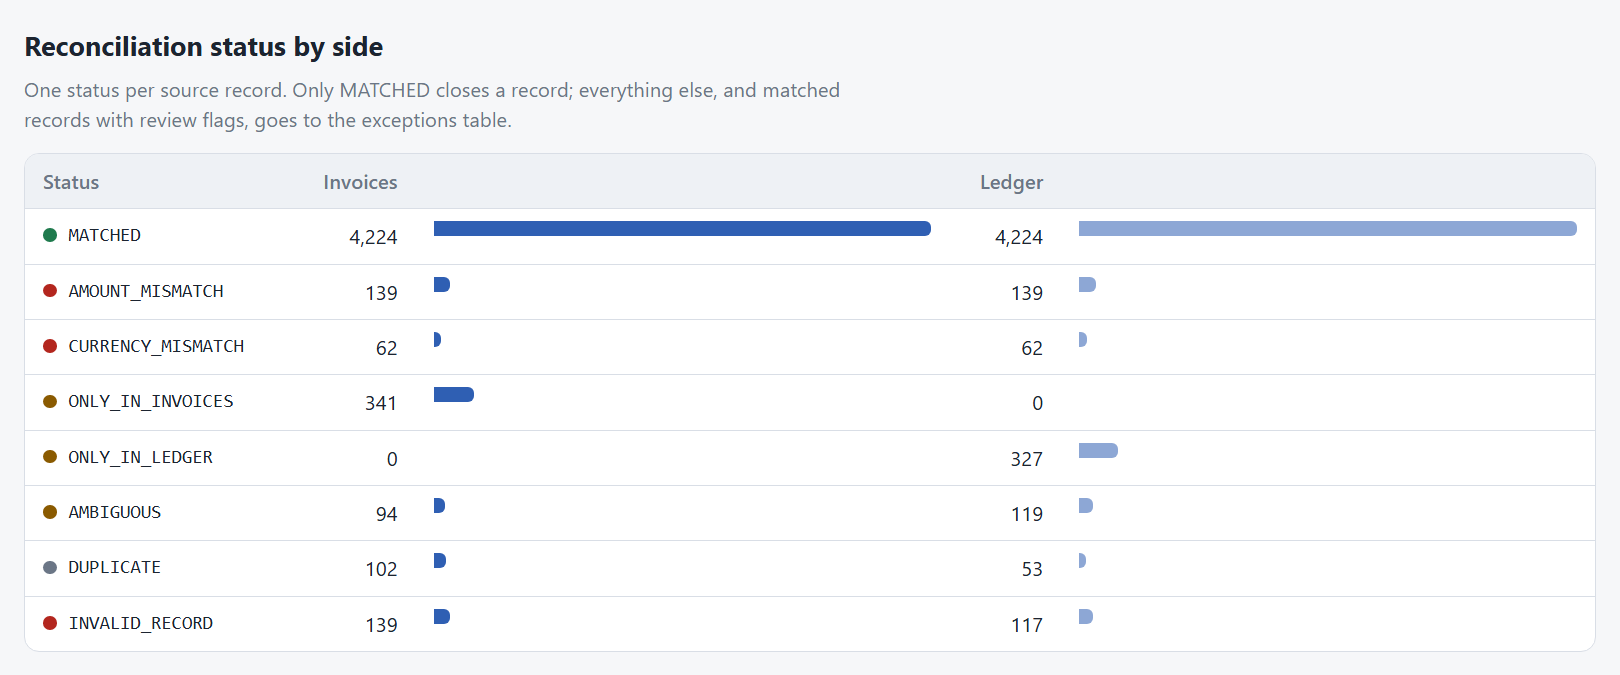 Reconciliation status by side
One status per source record. Only MATCHED closes a record; everything else, and matched
records with review flags, goes to the exceptions table.
Status Invoices Ledger
MATCHED 4,224 4,224
AMOUNT_MISMATCH 139 139
CURRENCY_MISMATCH 62 62
ONLY_IN_INVOICES 341 0
ONLY_IN_LEDGER 0 327
AMBIGUOUS 94 119
DUPLICATE 102 53
INVALID_RECORD 139 117